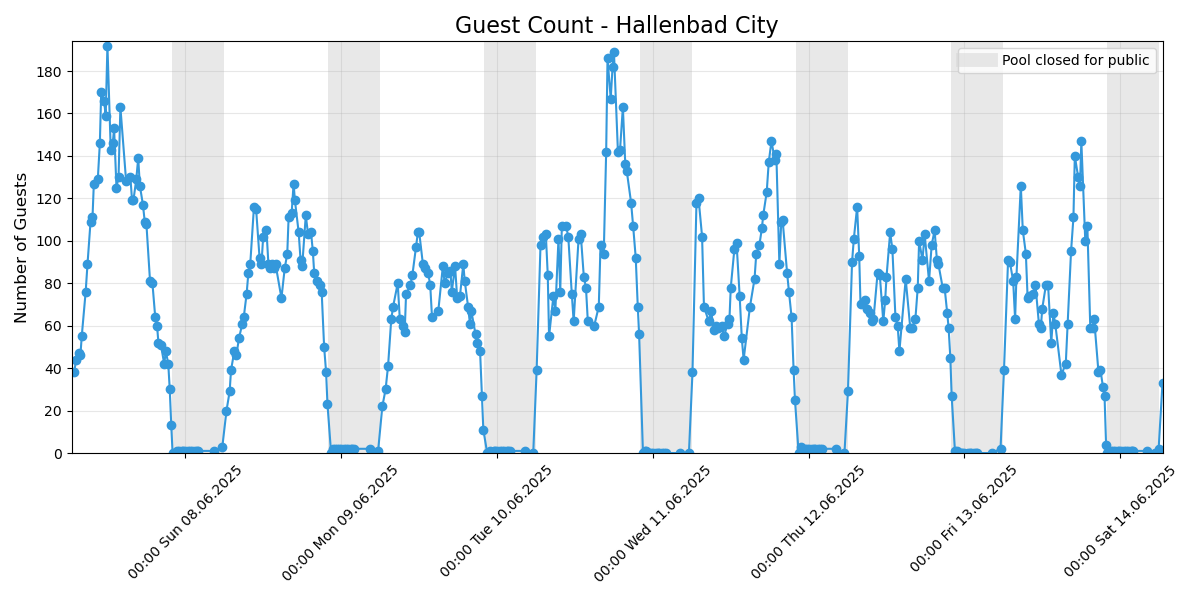 Guest Count - Hallenbad City
Pool closed for public
Number of Guests
180
160
140
120
100
80
60
40
20
0
00:00 Sun 08.06.2025
00:00 Mon 09.06.2025
00:00 Tue 10.06.2025
00:00 Wed 11.06.2025
00:00 Thu 12.06.2025
00:00 Fri 13.06.2025
00:00 Sat 14.06.2025